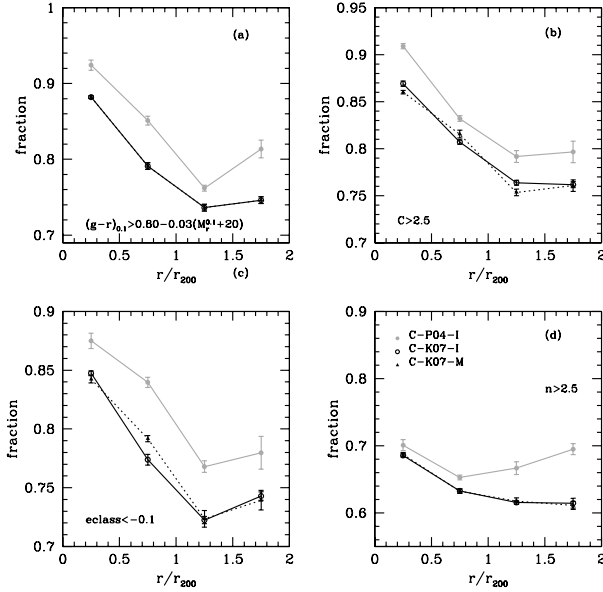 (a)
1
0.9
0.8
0.7
fraction
(g−r)₀.₁>0.80−0.03(Mᵣ⁰·¹+20)
0 0.5 1 1.5 2
r/r₂₀₀
(b)
0.95
0.9
0.85
0.8
0.75
0.7
fraction
C>2.5
0 0.5 1 1.5 2
r/r₂₀₀
(c)
0.9
0.85
0.8
0.75
0.7
fraction
eclass<−0.1
0 0.5 1 1.5 2
r/r₂₀₀
(d)
C−P04−I
C−K07−I
C−K07−M
n>2.5
0.9
0.8
0.7
0.6
fraction
0 0.5 1 1.5 2
r/r₂₀₀